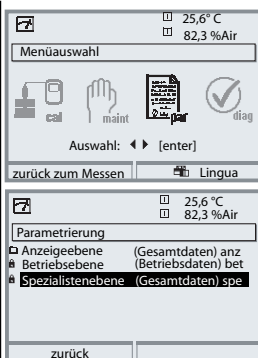 25,6° C
82,3 %Air
Menüauswahl
cal maint par diag
Auswahl: [enter]
zurück zum Messen Lingua
25,6 °C
82,3 %Air
Parametrierung
Anzeigeebene (Gesamtdaten) anz
Betriebsebene (Betriebsdaten) bet
Spezialistenebene (Gesamtdaten) spe
zurück